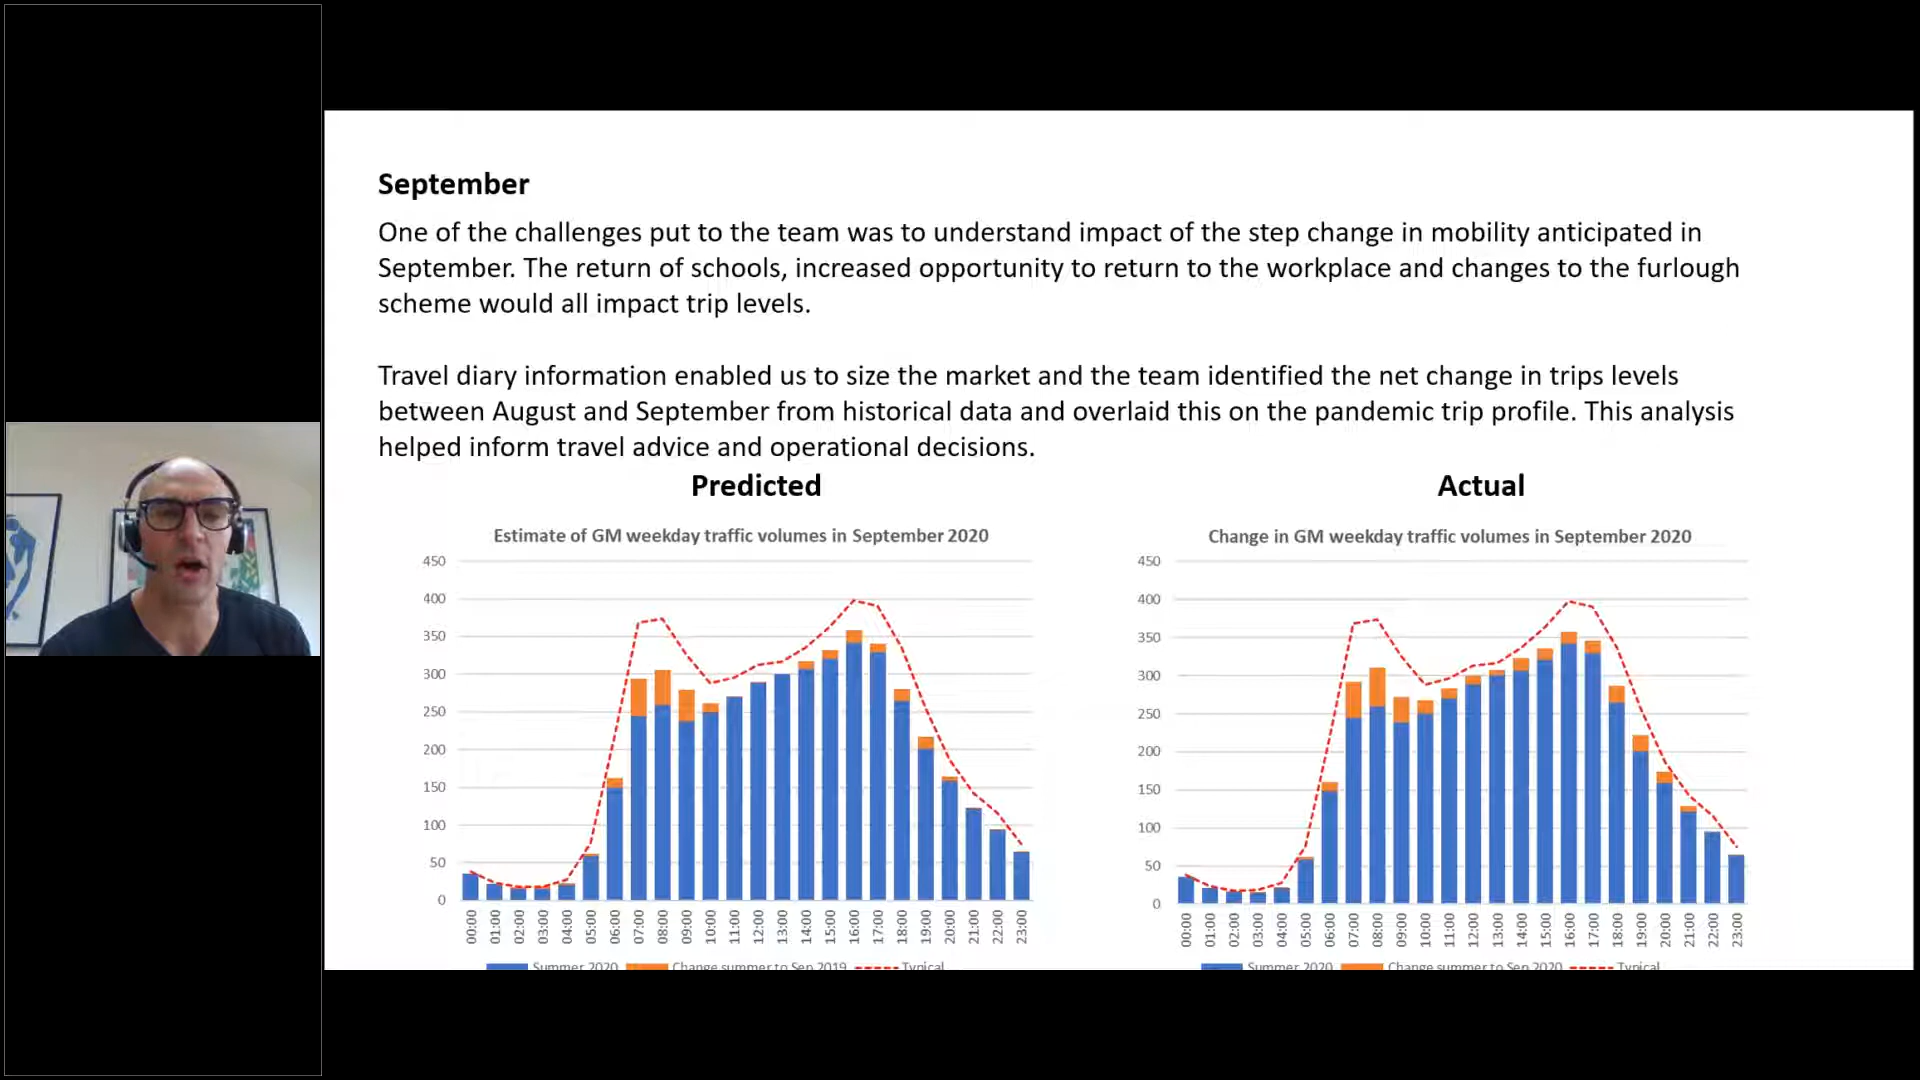 September
One of the challenges put to the team was to understand impact of the step change in mobility anticipated in
September. The return of schools, increased opportunity to return to the workplace and changes to the furlough
scheme would all impact trip levels.
Travel diary information enabled us to size the market and the team identified the net change in trips levels
between August and September from historical data and overlaid this on the pandemic trip profile. This analysis
helped inform travel advice and operational decisions.
Predicted
Estimate of GM weekday traffic volumes in September 2020
450
400
350
300
250
200
150
100
50
0
00:00 01:00 02:00 03:00 04:00 05:00 06:00 07:00 08:00 09:00 10:00 11:00 12:00 13:00 14:00 15:00 16:00 17:00 18:00 19:00 20:00 21:00 22:00 23:00
Summer 2020 Change summer to Sep 2019 Typical
Actual
Change in GM weekday traffic volumes in September 2020
450
400
350
300
250
200
150
100
50
0
00:00 01:00 02:00 03:00 04:00 05:00 06:00 07:00 08:00 09:00 10:00 11:00 12:00 13:00 14:00 15:00 16:00 17:00 18:00 19:00 20:00 21:00 22:00 23:00
Summer 2020 Change summer to Sep 2020 Typical